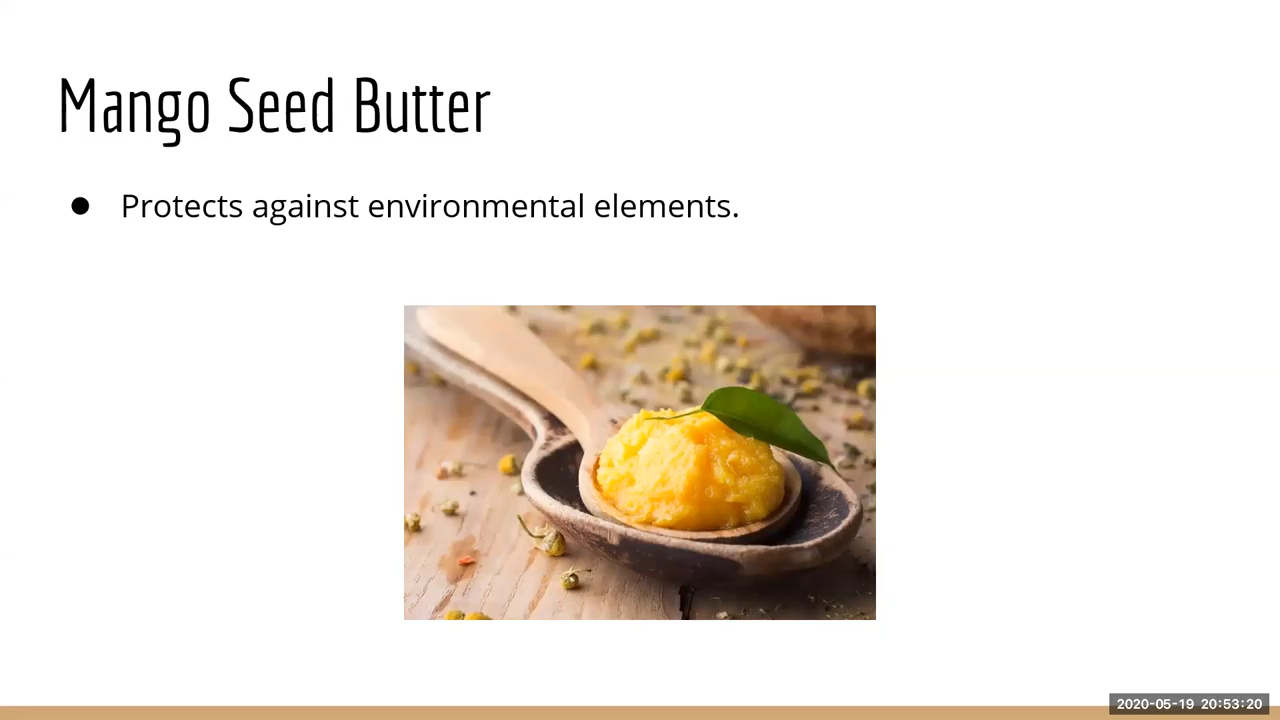 Mango Seed Butter
● Protects against environmental elements.
2020-05-19 20:53:20